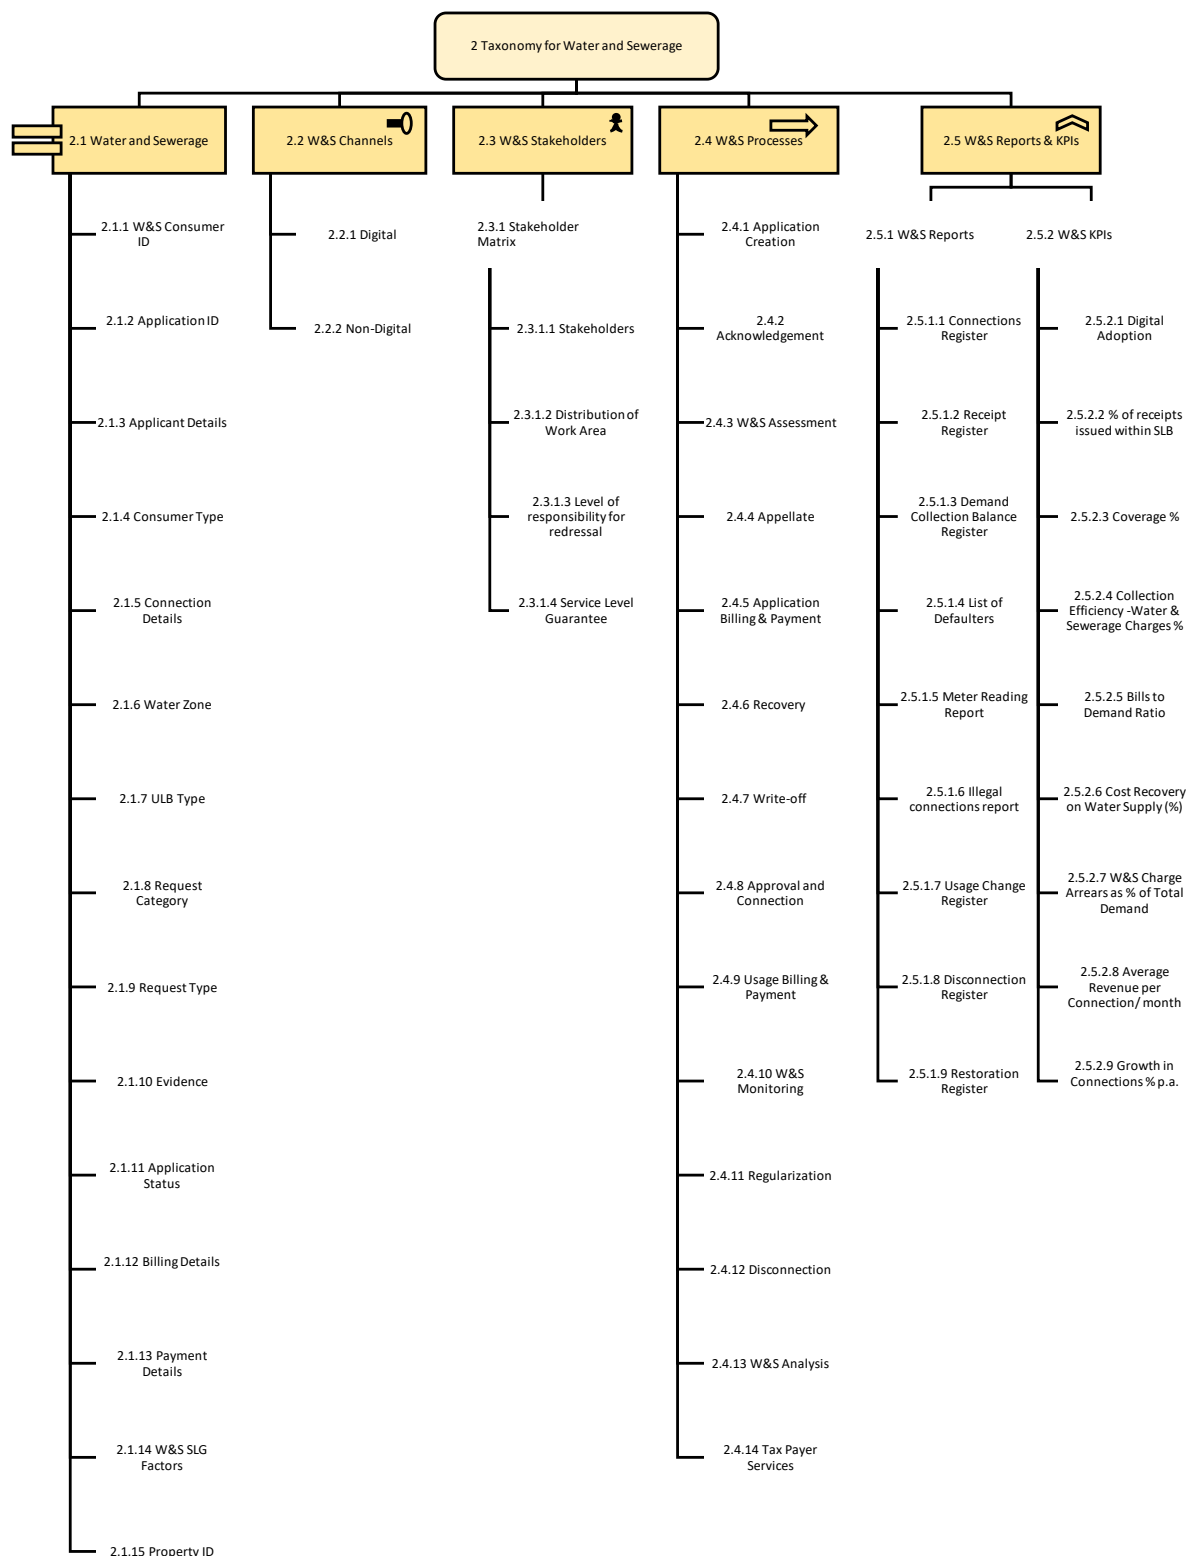 2 Taxonomy for Water and Sewerage
2.1 Water and Sewerage
2.1.1 W&S Consumer
ID
2.1.2 Application ID
2.1.3 Applicant Details
2.1.4 Consumer Type
2.1.5 Connection
Details
2.1.6 Water Zone
2.1.7 ULB Type
2.1.8 Request
Category
2.1.9 Request Type
2.1.10 Evidence
2.1.11 Application
Status
2.1.12 Billing Details
2.1.13 Payment
Details
2.1.14 W&S SLG
Factors
2.1.15 Property ID
2.2 W&S Channels
2.2.1 Digital
2.2.2 Non-Digital
2.3 W&S Stakeholders
2.3.1 Stakeholder
Matrix
2.3.1.1 Stakeholders
2.3.1.2 Distribution of
Work Area
2.3.1.3 Level of
responsibility for
redressal
2.3.1.4 Service Level
Guarantee
2.4 W&S Processes
2.4.1 Application
Creation
2.4.2
Acknowledgement
2.4.3 W&S Assessment
2.4.4 Appellate
2.4.5 Application
Billing & Payment
2.4.6 Recovery
2.4.7 Write-off
2.4.8 Approval and
Connection
2.4.9 Usage Billing &
Payment
2.4.10 W&S
Monitoring
2.4.11 Regularization
2.4.12 Disconnection
2.4.13 W&S Analysis
2.4.14 Tax Payer
Services
2.5 W&S Reports & KPIs
2.5.1 W&S Reports
2.5.1.1 Connections
Register
2.5.1.2 Receipt
Register
2.5.1.3 Demand
Collection Balance
Register
2.5.1.4 List of
Defaulters
2.5.1.5 Meter Reading
Report
2.5.1.6 Illegal
connections report
2.5.1.7 Usage Change
Register
2.5.1.8 Disconnection
Register
2.5.1.9 Restoration
Register
2.5.2 W&S KPIs
2.5.2.1 Digital
Adoption
2.5.2.2 % of receipts
issued within SLB
2.5.2.3 Coverage %
2.5.2.4 Collection
Efficiency -Water &
Sewerage Charges %
2.5.2.5 Bills to
Demand Ratio
2.5.2.6 Cost Recovery
on Water Supply (%)
2.5.2.7 W&S Charge
Arrears as % of Total
Demand
2.5.2.8 Average
Revenue per
Connection/ month
2.5.2.9 Growth in
Connections % p.a.